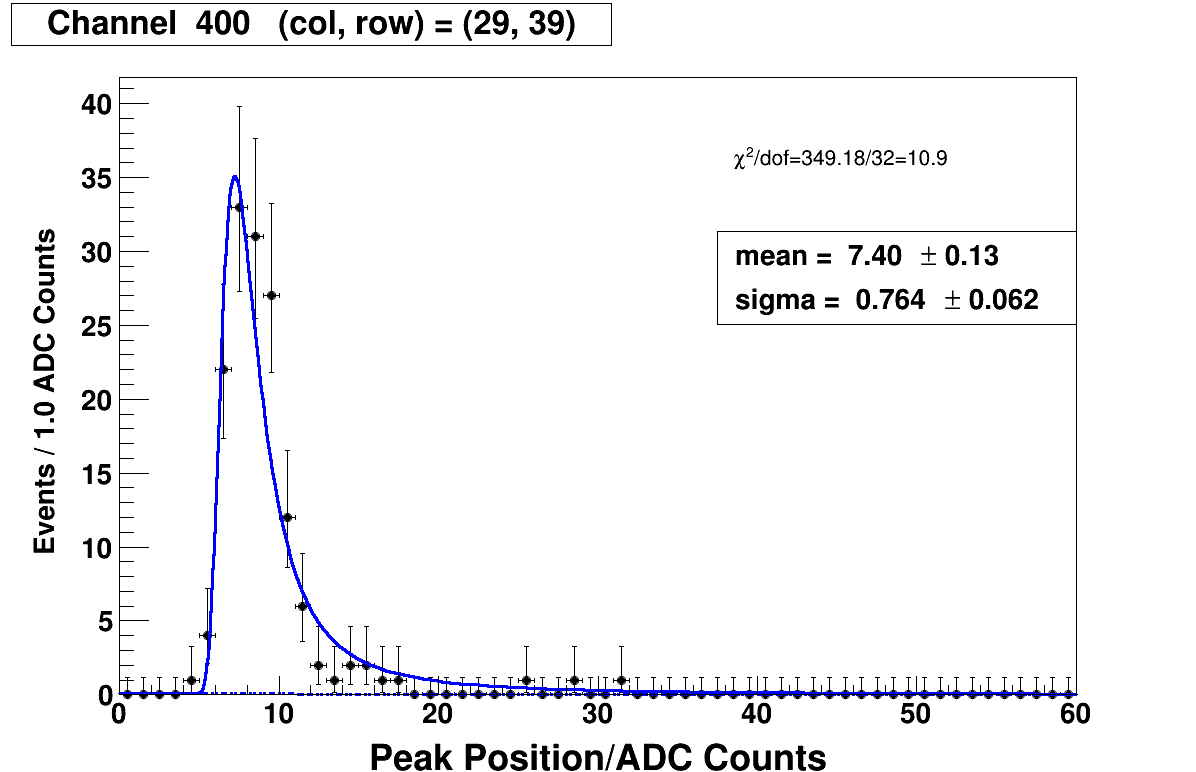 Channel 400 (col, row) = (29, 39)
χ²/dof=349.18/32=10.9
mean = 7.40 ± 0.13
sigma = 0.764 ± 0.062
Events / 1.0 ADC Counts
40
35
30
25
20
15
10
5
0
0 10 20 30 40 50 60
Peak Position/ADC Counts